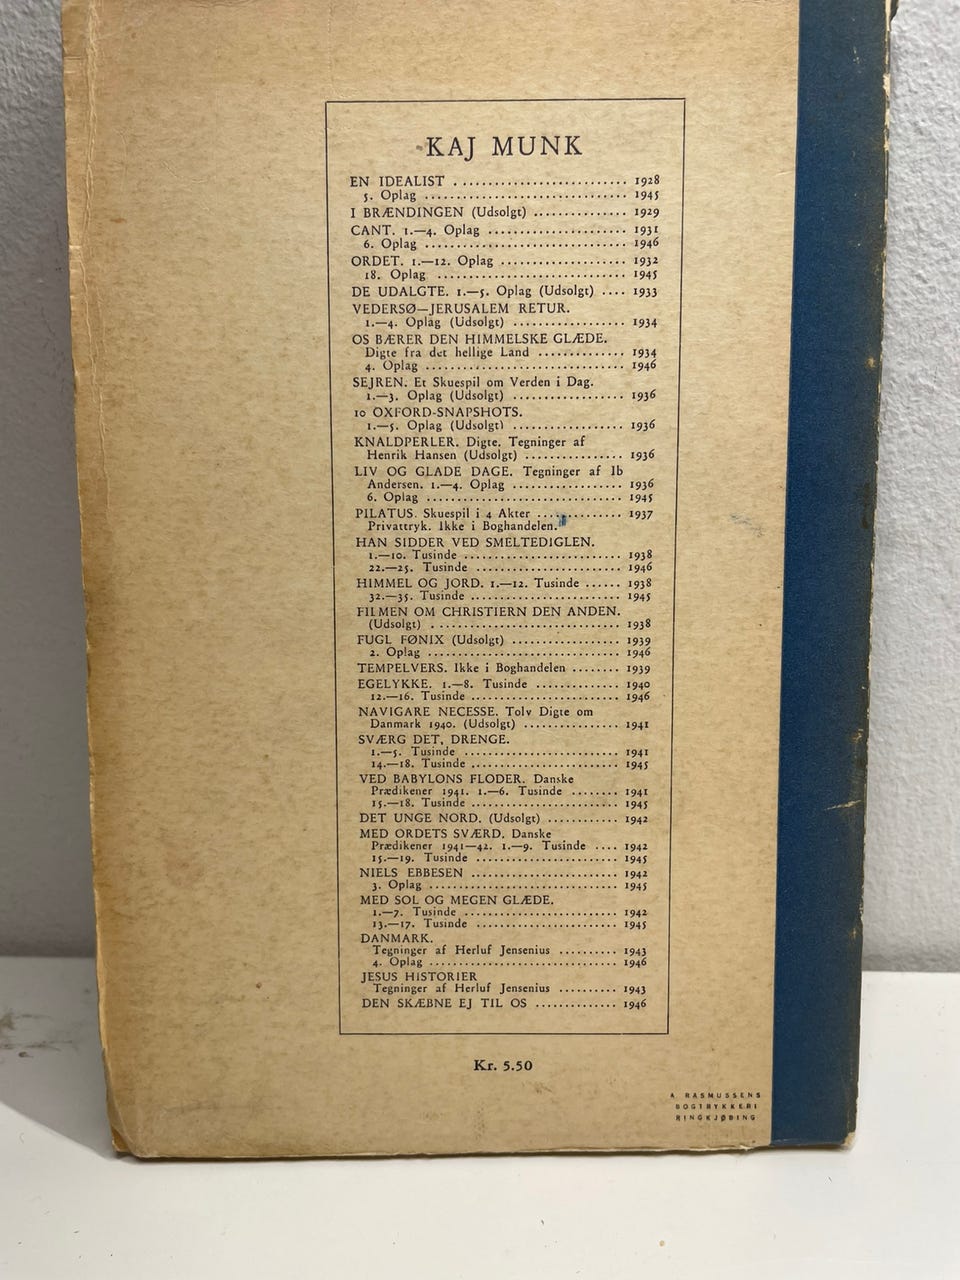 KAJ MUNK
EN IDEALIST .......................... 1928
5. Oplag .............................. 1945
I BRÆNDINGEN (Udsolgt) .............. 1929
CANT. 1.—4. Oplag .................... 1931
6. Oplag .............................. 1946
ORDET. 1.—12. Oplag .................. 1932
18. Oplag ............................ 1945
DE UDALGTE. 1.—5. Oplag (Udsolgt) .... 1933
VEDERSØ—JERUSALEM RETUR.
1.—4. Oplag (Udsolgt) ................. 1934
OS BÆRER DEN HIMMELSKE GLÆDE.
Digte fra det hellige Land ............. 1934
4. Oplag .............................. 1946
SEJREN. Et Skuespil om Verden i Dag.
1.—3. Oplag (Udsolgt) ................. 1936
10 OXFORD-SNAPSHOTS.
1.—5. Oplag (Udsolgt) ................. 1936
KNALDPERLER. Digte. Tegninger af
Henrik Hansen (Udsolgt) ............... 1936
LIV OG GLADE DAGE. Tegninger af Ib
Andersen. 1.—4. Oplag ................. 1936
6. Oplag .............................. 1945
PILATUS. Skuespil i 4 Akter ............. 1937
Privattryk. Ikke i Boghandelen.
HAN SIDDER VED SMELTEDIGLEN.
1.—10. Tusinde ........................ 1938
22.—25. Tusinde ...................... 1946
HIMMEL OG JORD. 1.—12. Tusinde ...... 1938
32.—35. Tusinde ....................... 1945
FILMEN OM CHRISTIERN DEN ANDEN.
(Udsolgt) ............................. 1938
FUGL FØNIX (Udsolgt) ................. 1939
2. Oplag .............................. 1946
TEMPELVERS. Ikke i Boghandelen ........ 1939
EGELYKKE. 1.—8. Tusinde ............. 1940
12.—16. Tusinde ....................... 1946
NAVIGARE NECESSE. Tolv Digte om
Danmark 1940. (Udsolgt) ............... 1941
SVÆRG DET, DRENGE.
1.—5. Tusinde ........................ 1941
14.—18. Tusinde ....................... 1945
VED BABYLONS FLODER. Danske
Prædikener 1941. 1.—6. Tusinde ........ 1941
15.—18. Tusinde ....................... 1945
DET UNGE NORD. (Udsolgt) ............ 1942
MED ORDETS SVÆRD. Danske
Prædikener 1941—42. 1.—9. Tusinde .... 1942
15.—19. Tusinde ...................... 1945
NIELS EBBESEN ....................... 1942
3. Oplag .............................. 1945
MED SOL OG MEGEN GLÆDE.
1.—7. Tusinde ........................ 1942
13.—17. Tusinde ....................... 1945
DANMARK.
Tegninger af Herluf Jensenius .......... 1943
4. Oplag .............................. 1946
JESUS HISTORIER
Tegninger af Herluf Jensenius .......... 1943
DEN SKÆBNE EJ TIL OS .............. 1946
Kr. 5.50
A RASMUSSENS
BOGTRYKKERI
RINGKJØBING